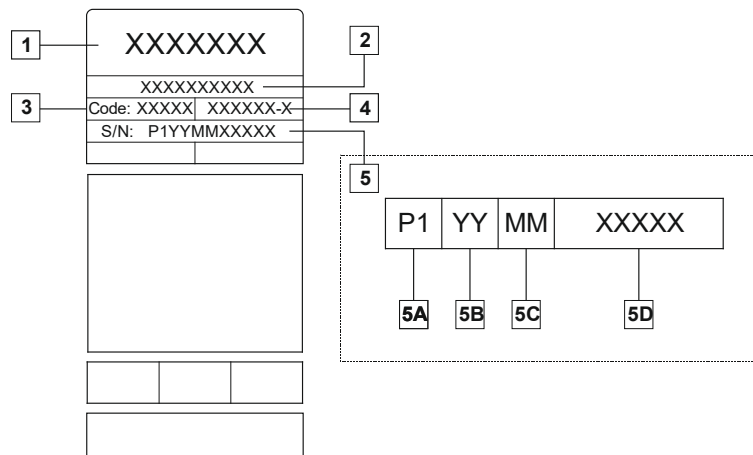 1 XXXXXXX 2
XXXXXXXXXX
3 Code: XXXXX XXXXXX-X 4
S/N: P1YYMMXXXXX
5
P1 YY MM XXXXX
5A 5B 5C 5D